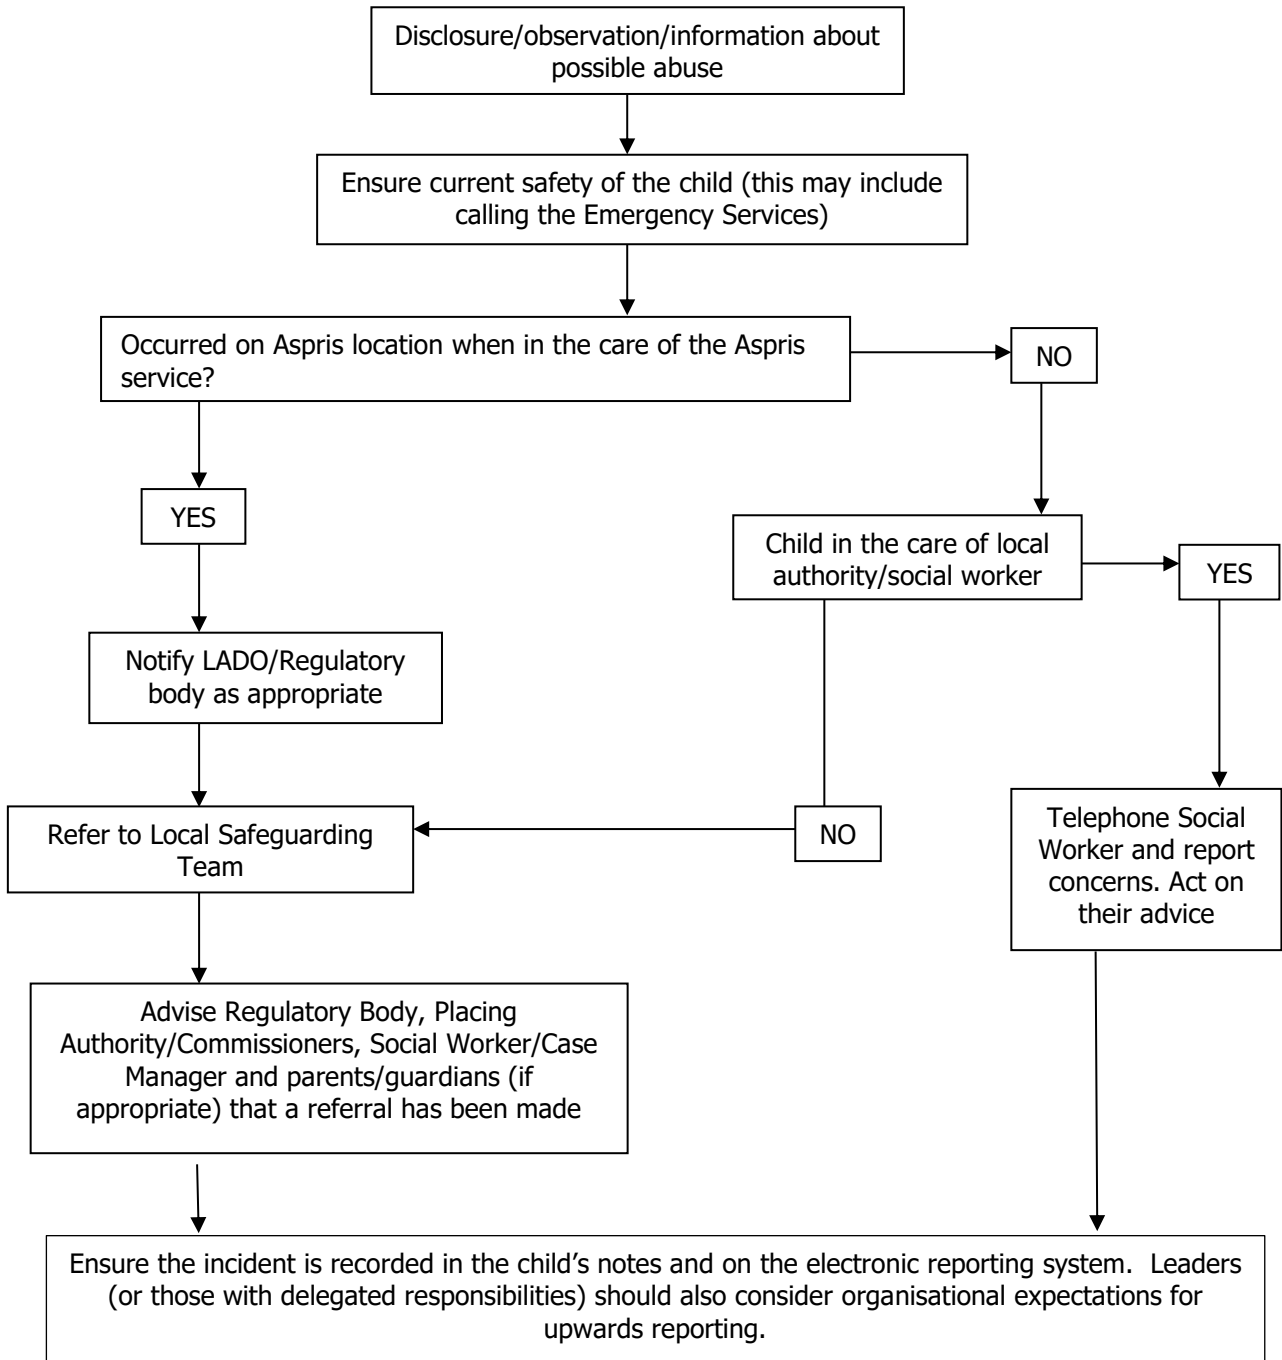 Disclosure/observation/information about
possible abuse
Ensure current safety of the child (this may include
calling the Emergency Services)
Occurred on Aspris location when in the care of the Aspris
service?
NO
YES
Child in the care of local
authority/social worker
YES
Notify LADO/Regulatory
body as appropriate
Refer to Local Safeguarding
Team
NO
Telephone Social
Worker and report
concerns. Act on
their advice
Advise Regulatory Body, Placing
Authority/Commissioners, Social Worker/Case
Manager and parents/guardians (if
appropriate) that a referral has been made
Ensure the incident is recorded in the child’s notes and on the electronic reporting system.  Leaders
(or those with delegated responsibilities) should also consider organisational expectations for
upwards reporting.